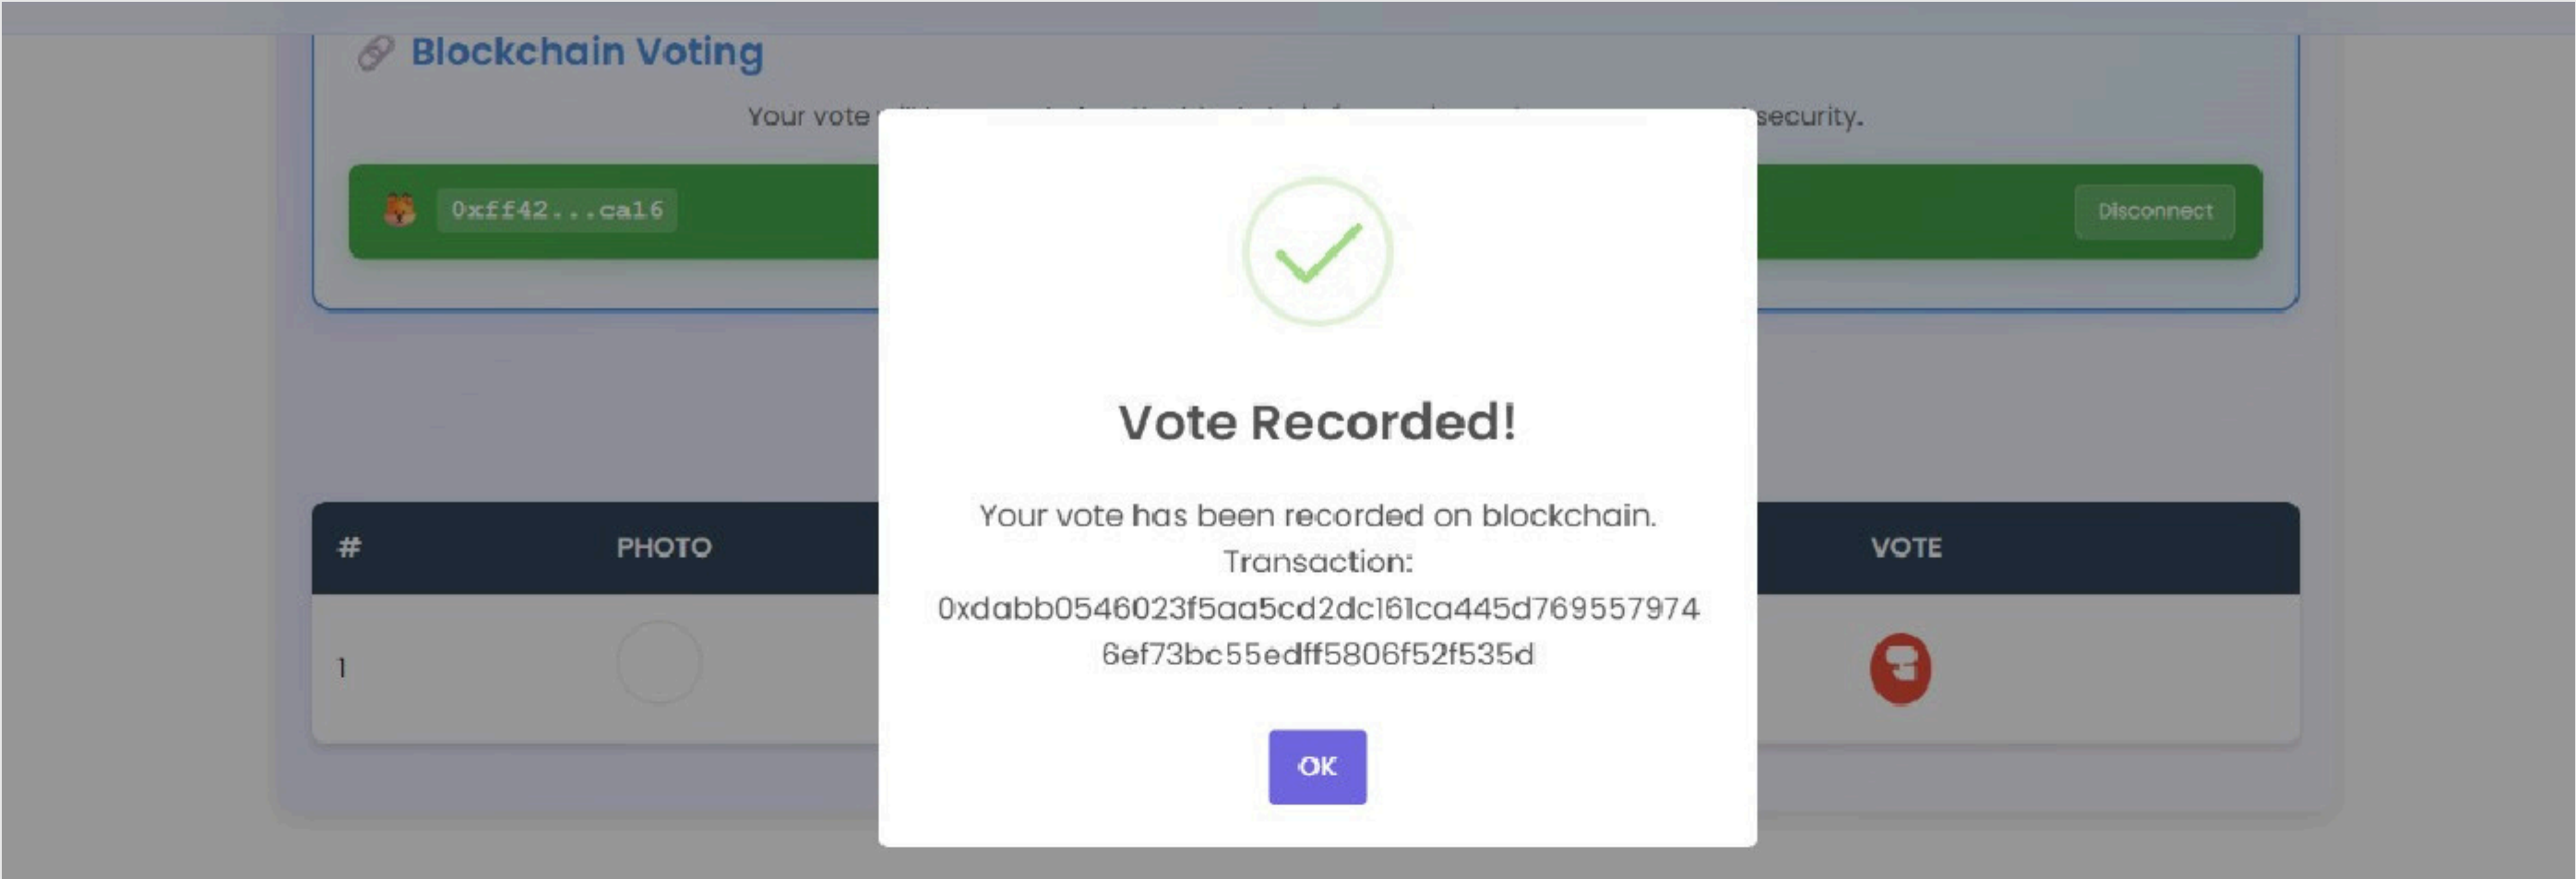 Blockchain Voting
Your vote
security.
0xff42...ca16
Disconnect
Vote Recorded!
Your vote has been recorded on blockchain.
Transaction:
0xdabb0546023f5aa5cd2dc161ca445d769557974
6ef73bc55edff5806f52f535d
OK
# PHOTO VOTE
1